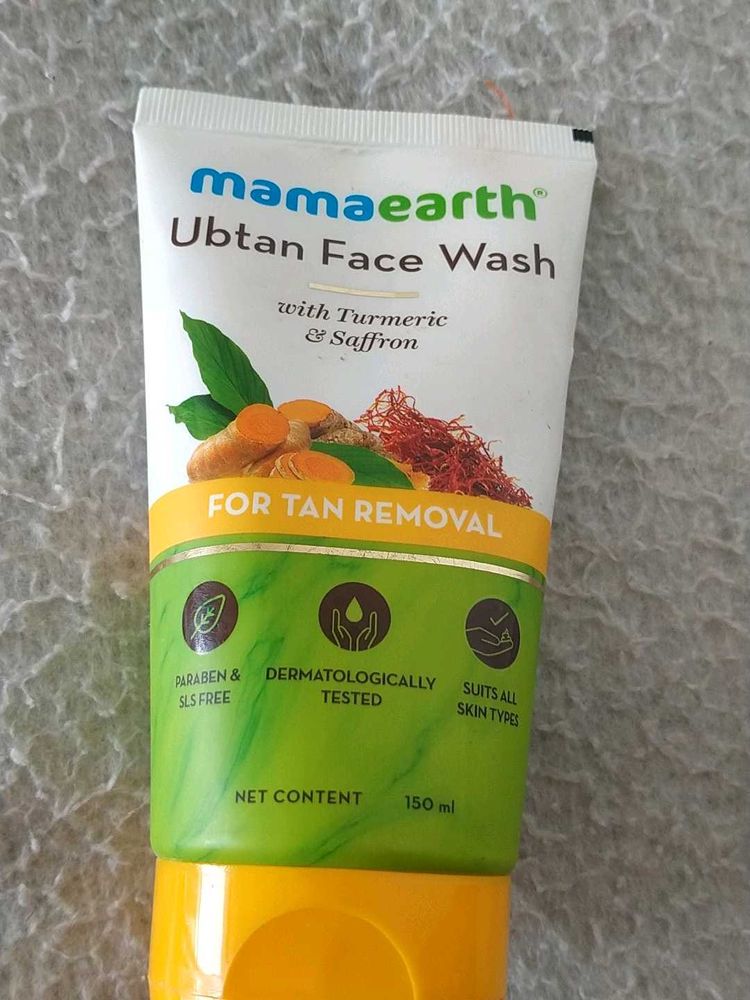 mamaearth®
Ubtan Face Wash
with Turmeric
& Saffron
FOR TAN REMOVAL
PARABEN &
SLS FREE
DERMATOLOGICALLY
TESTED
SUITS ALL
SKIN TYPES
NET CONTENT 150 ml